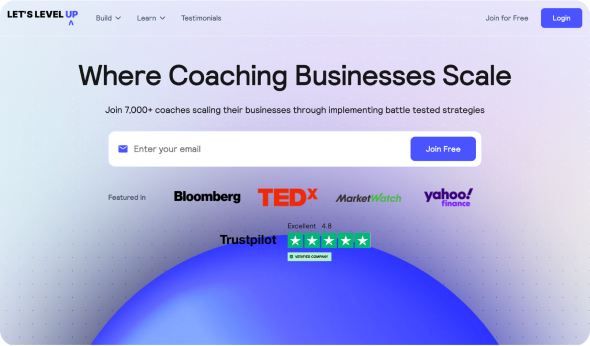 LET'S LEVEL UP
Build
Learn
Testimonials
Join for Free
Login
Where Coaching Businesses Scale
Join 7,000+ coaches scaling their businesses through implementing battle tested strategies
Enter your email
Join Free
Featured in
Bloomberg
TEDx
MarketWatch
yahoo!
finance
Excellent 4.8
Trustpilot
VERIFIED COMPANY